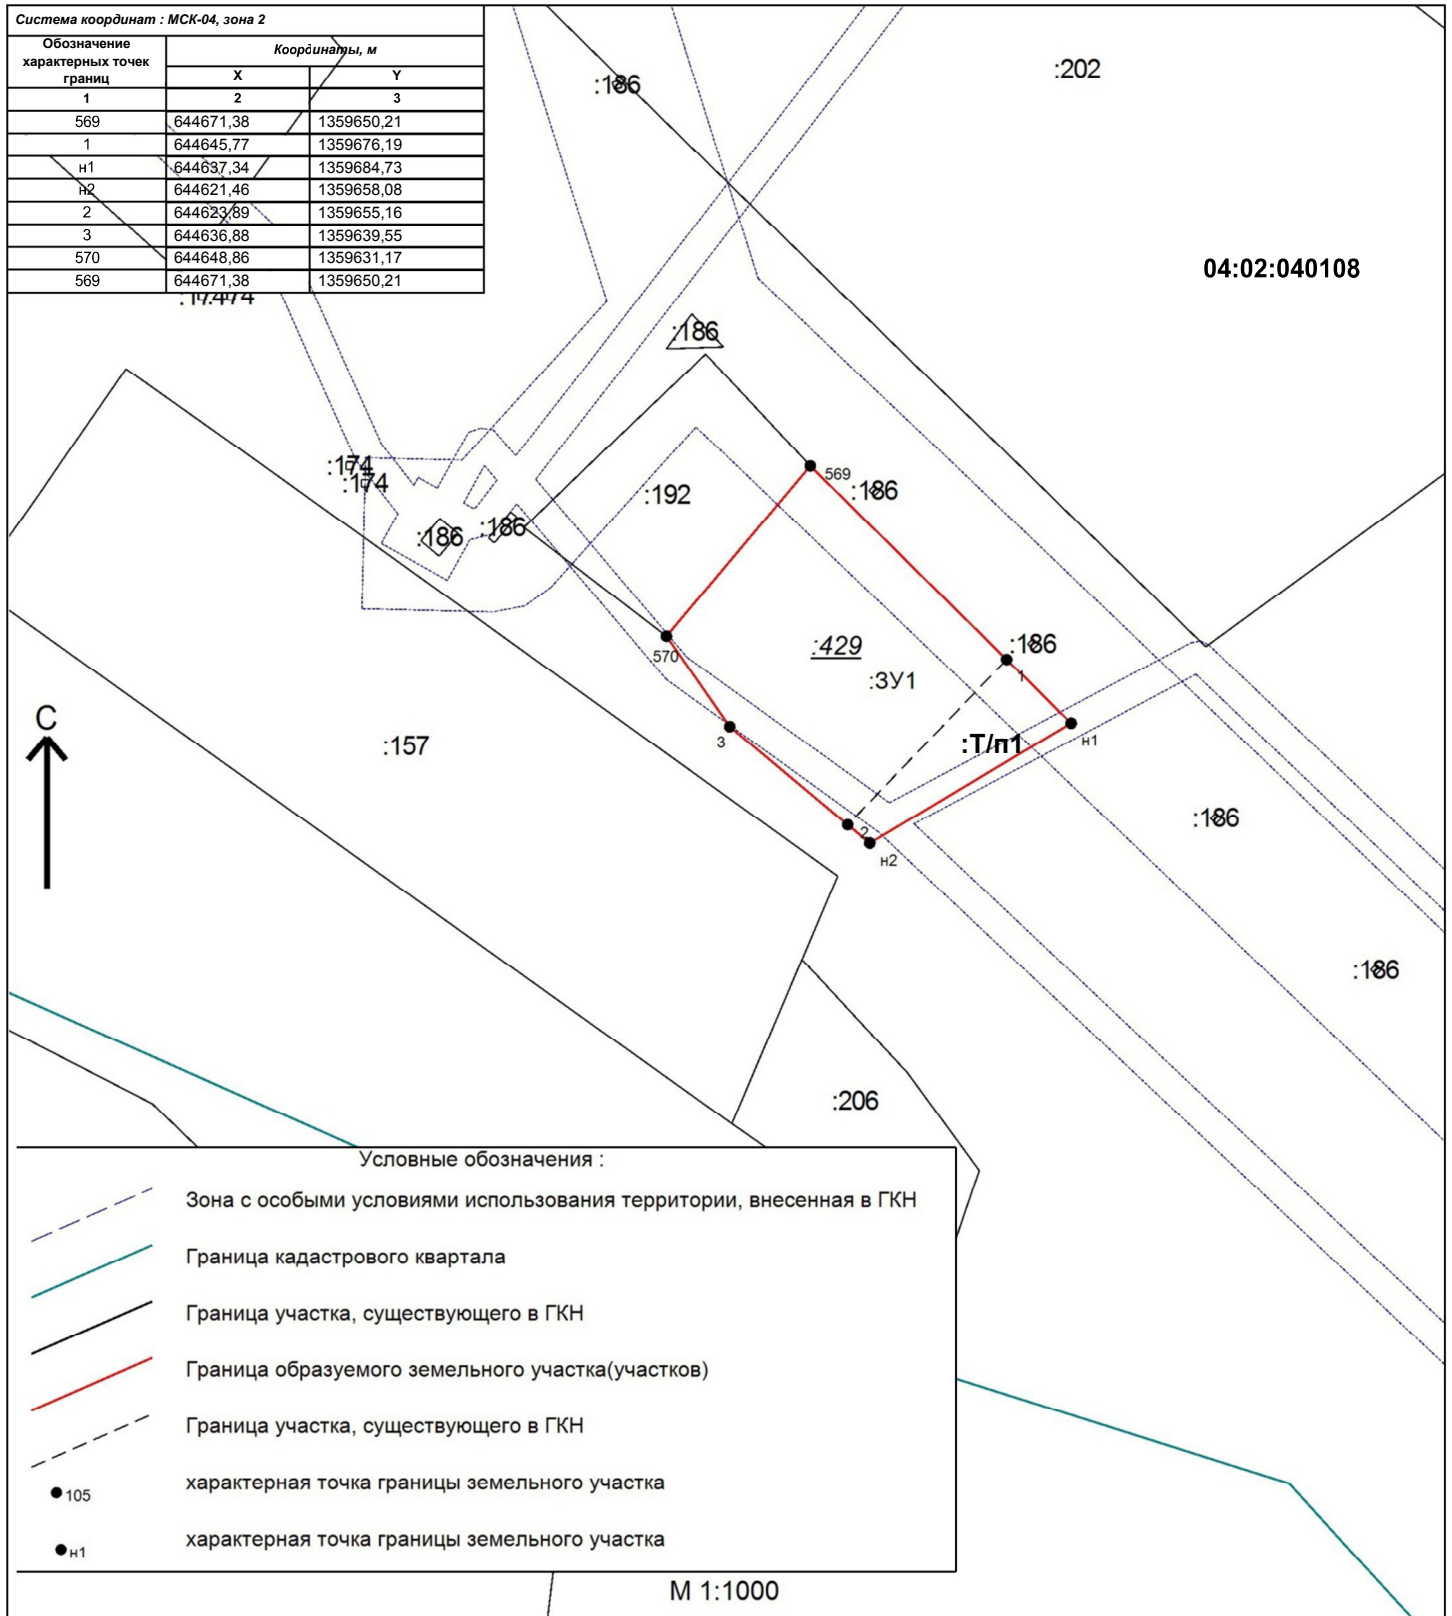 Система координат : МСК-04, зона 2
Обозначение характерных точек границ
Координаты, м
X Y
1 2 3
569 644671,38 1359650,21
1 644645,77 1359676,19
н1 644637,34 1359684,73
н2 644621,46 1359658,08
2 644623,89 1359655,16
3 644636,88 1359639,55
570 644648,86 1359631,17
569 644671,38 1359650,21
:186
:202
04:02:040108
:186
:174
:174
:192
569
:186
:186
:186
570
:429
:186
1
:ЗУ1
С
:157
3
:Т/п1
н1
2
н2
:186
:186
:206
Условные обозначения :
Зона с особыми условиями использования территории, внесенная в ГКН
Граница кадастрового квартала
Граница участка, существующего в ГКН
Граница образуемого земельного участка(участков)
Граница участка, существующего в ГКН
105 характерная точка границы земельного участка
н1 характерная точка границы земельного участка
М 1:1000